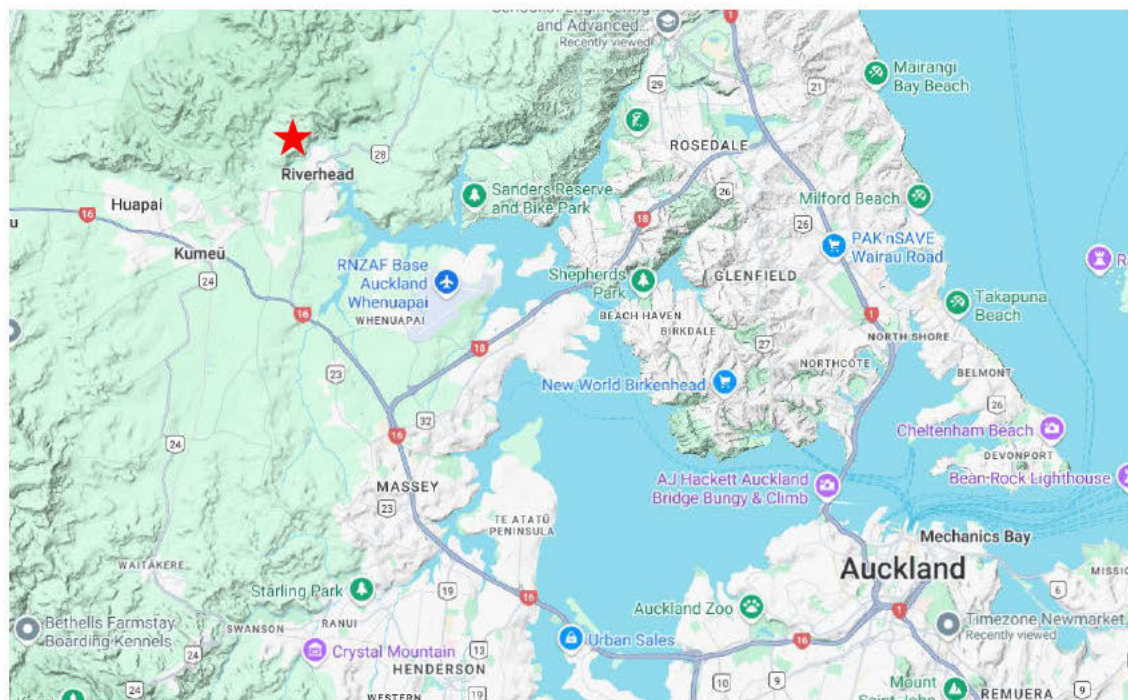 and Advanced...
Recently viewed
1
Mairangi
Bay Beach
29
21
ROSEDALE
28
Riverhead
Sanders Reserve
and Bike Park
26
Milford Beach
Huapai
16
18
26
PAK'nSAVE
Wairau Road
Kumeū
24
RNZAF Base
Auckland
Whenuapai
WHENUAPAI
Shepherds
Park
GLENFIELD
BEACH HAVEN
BIRKDALE
Takapuna
Beach
16
1
18
27
NORTH SHORE
23
NORTHCOTE
BELMONT
New World Birkenhead
26
32
16
24
Cheltenham Beach
DEVONPORT
Bean-Rock Lighthouse
MASSEY
23
AJ Hackett Auckland
Bridge Bungy & Climb
TE ATATŪ
PENINSULA
Mechanics Bay
WAITĀKERE
Auckland
24
Starling Park
19
16
6
Auckland Zoo
1
Bethells Farmstay
Boarding Kennels
SWANSON
RANUI
Urban Sales
16
Timezone Newmarket...
Recently viewed
Crystal Mountain
13
HENDERSON
10
9
9
Mount
24
19
WESTERN
REMUERA